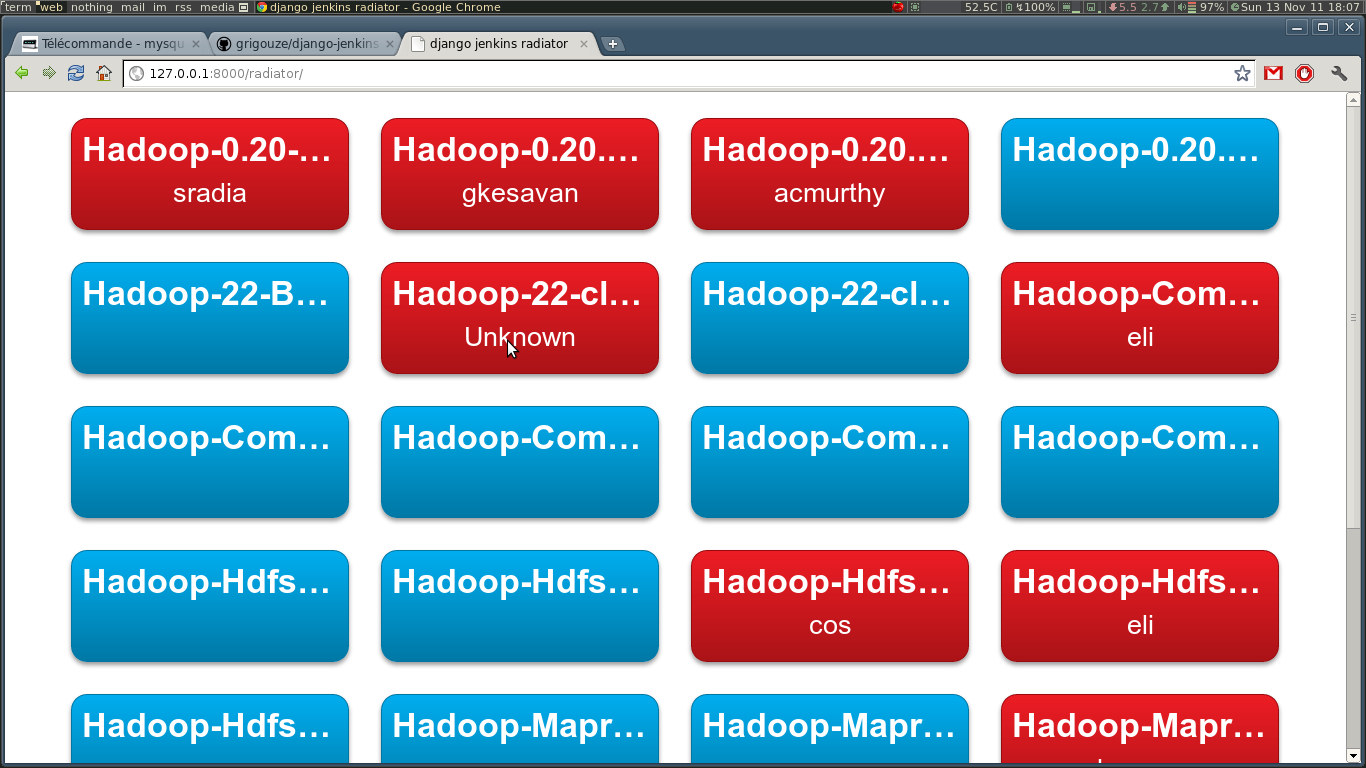 term web nothing mail im rss media django jenkins radiator - Google Chrome 52.5C 100% 5.5 2.7 97% Sun 13 Nov 11 18:07
Télécommande - mysqu grigouze/django-jenkins django jenkins radiator
127.0.0.1:8000/radiator/
Hadoop-0.20-... Hadoop-0.20.... Hadoop-0.20.... Hadoop-0.20....
sradia gkesavan acmurthy
Hadoop-22-B... Hadoop-22-cl... Hadoop-22-cl... Hadoop-Com...
Unknown eli
Hadoop-Com... Hadoop-Com... Hadoop-Com... Hadoop-Com...
Hadoop-Hdfs... Hadoop-Hdfs... Hadoop-Hdfs... Hadoop-Hdfs...
cos eli
Hadoop-Hdfs... Hadoop-Mapr... Hadoop-Mapr... Hadoop-Mapr...